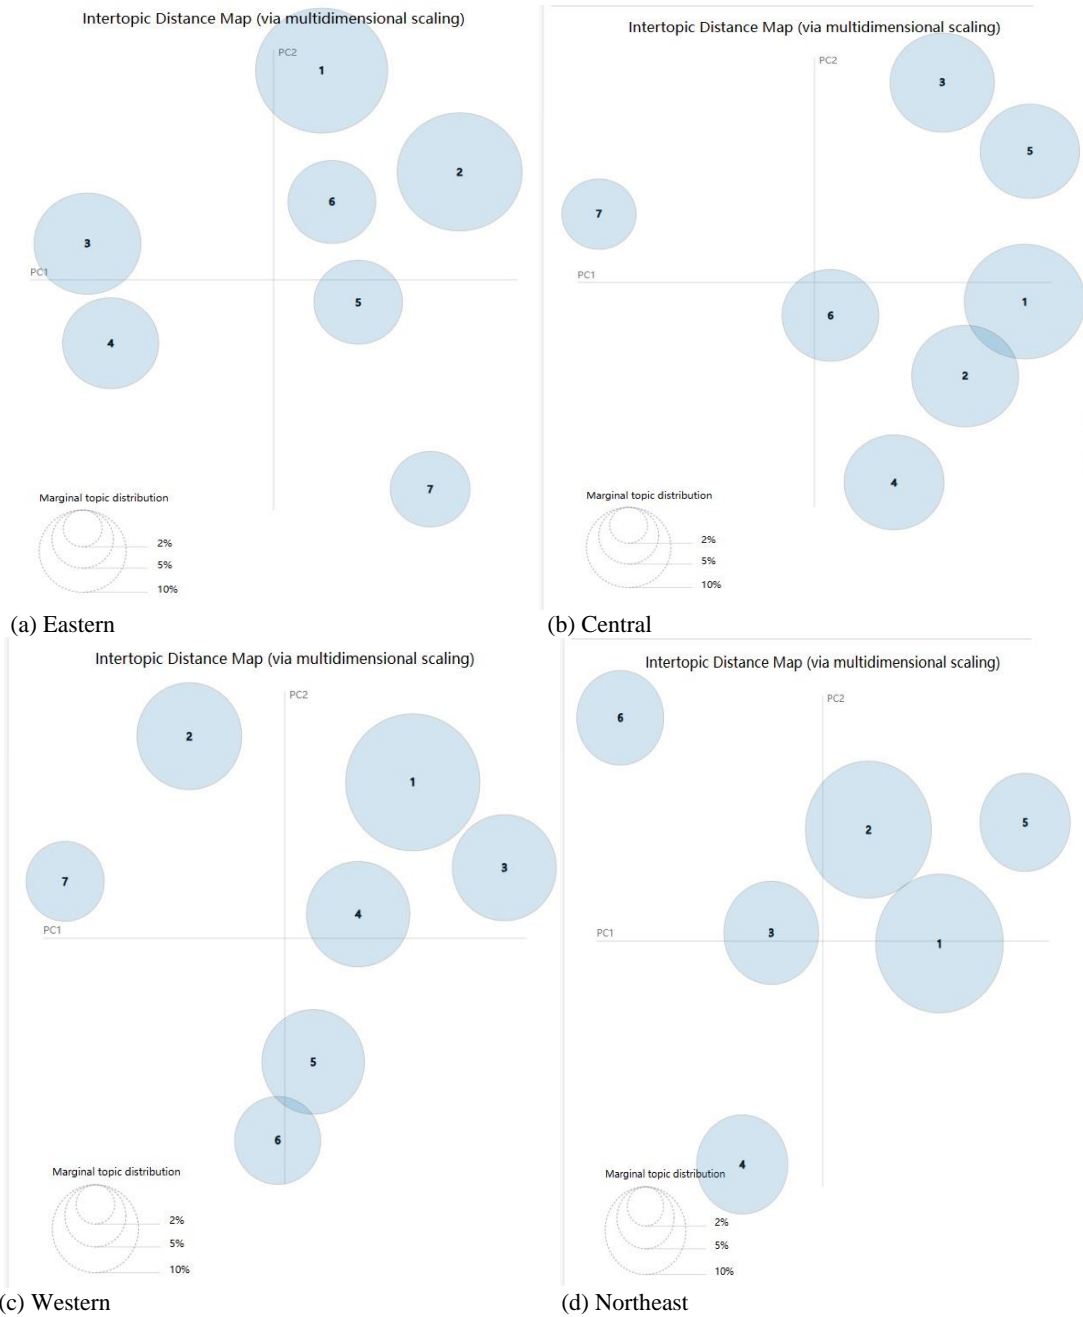 Intertopic Distance Map (via multidimensional scaling)
PC2
1
2
6
3
PC1
5
4
7
Marginal topic distribution
2%
5%
10%
(a) Eastern
Intertopic Distance Map (via multidimensional scaling)
PC2
3
5
7
PC1
1
6
2
4
Marginal topic distribution
2%
5%
10%
(b) Central
Intertopic Distance Map (via multidimensional scaling)
PC2
2
1
3
7
4
PC1
5
6
Marginal topic distribution
2%
5%
10%
(c) Western
Intertopic Distance Map (via multidimensional scaling)
PC2
6
5
2
3
PC1
1
4
Marginal topic distribution
2%
5%
10%
(d) Northeast